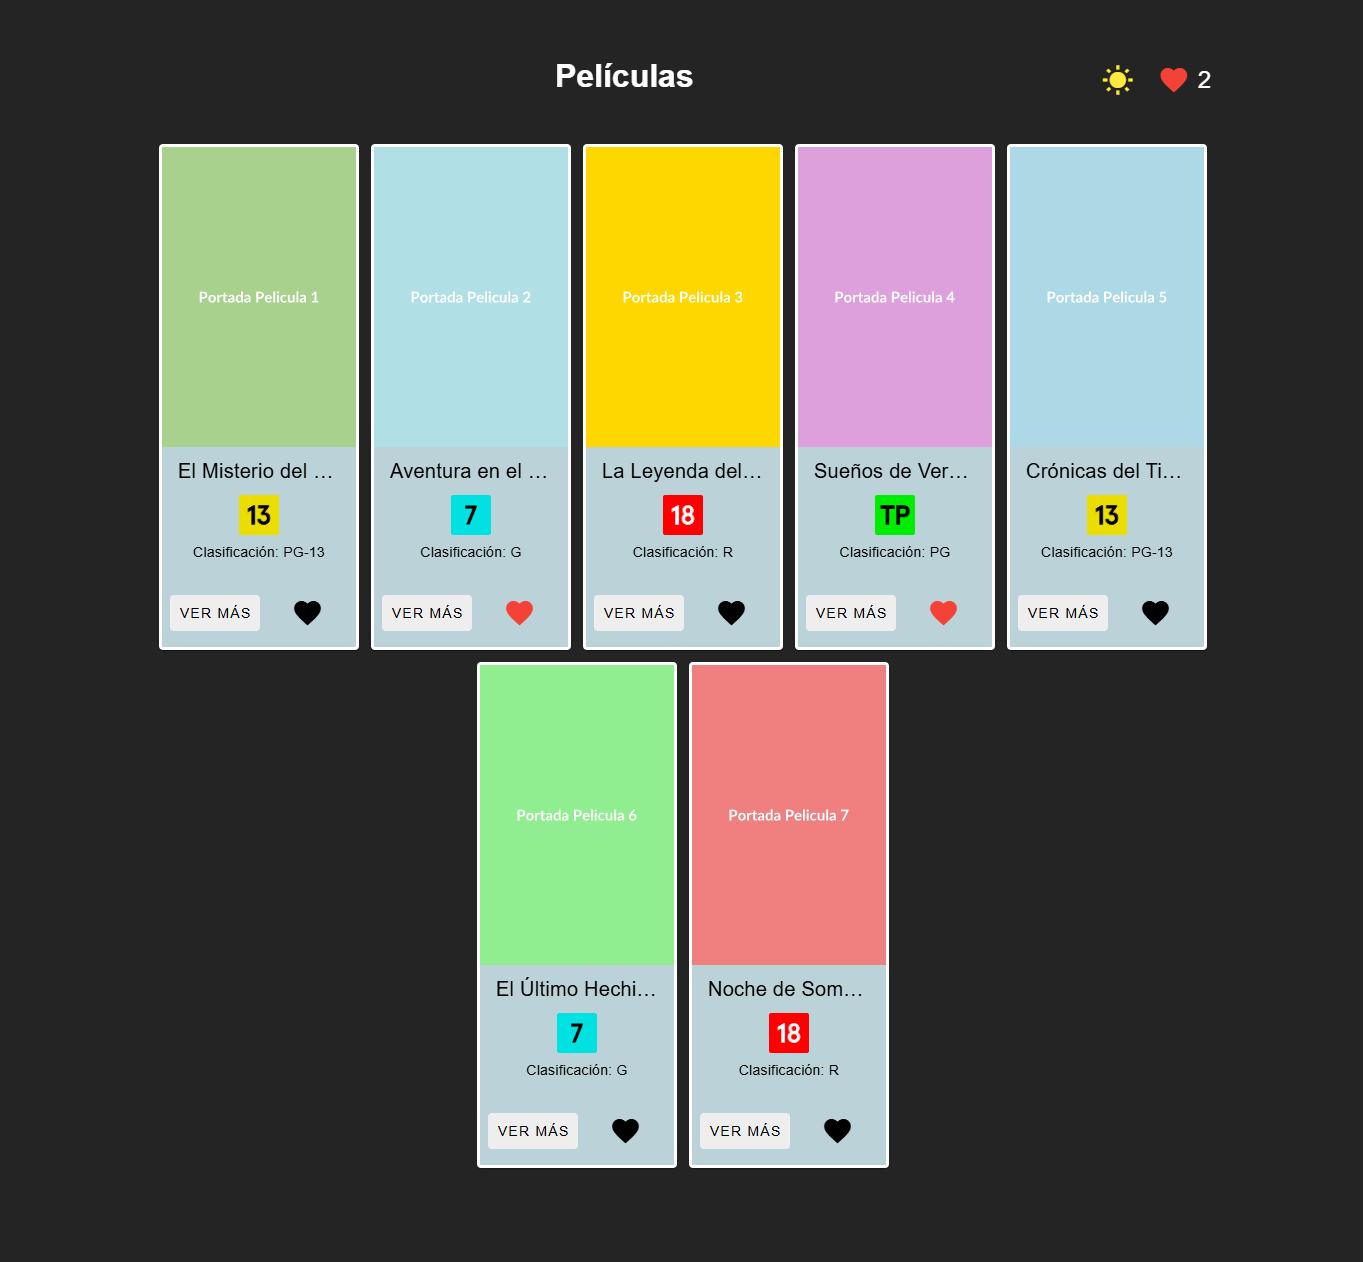 Películas
2
Portada Pelicula 1
El Misterio del ...
13
Clasificación: PG-13
VER MÁS
Portada Pelicula 2
Aventura en el ...
7
Clasificación: G
VER MÁS
Portada Pelicula 3
La Leyenda del...
18
Clasificación: R
VER MÁS
Portada Pelicula 4
Sueños de Ver...
TP
Clasificación: PG
VER MÁS
Portada Pelicula 5
Crónicas del Ti...
13
Clasificación: PG-13
VER MÁS
Portada Pelicula 6
El Último Hechi...
7
Clasificación: G
VER MÁS
Portada Pelicula 7
Noche de Som...
18
Clasificación: R
VER MÁS